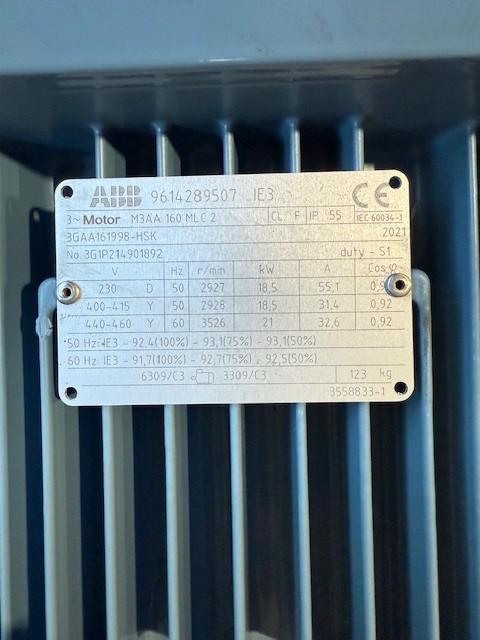 ABB 9614289507 IE3 CE
3~ Motor M3AA 160 MLC 2 CL F IP 55 IEC 60034-1
3GAA161998-HSK 2021
No. 3G1P214901892 duty - S1
V Hz r/min kW A Cos φ
230 D 50 2927 18,5 55,1 0,92
400-415 Y 50 2928 18,5 31,4 0,92
440-460 Y 60 3526 21 32,6 0,92
50 Hz: IE3 - 92,4(100%) - 93,1(75%) - 93,1(50%)
60 Hz: IE3 - 91,7(100%) - 92,7(75%) - 92,5(50%)
6309/C3 3309/C3 123 kg
3558833-1